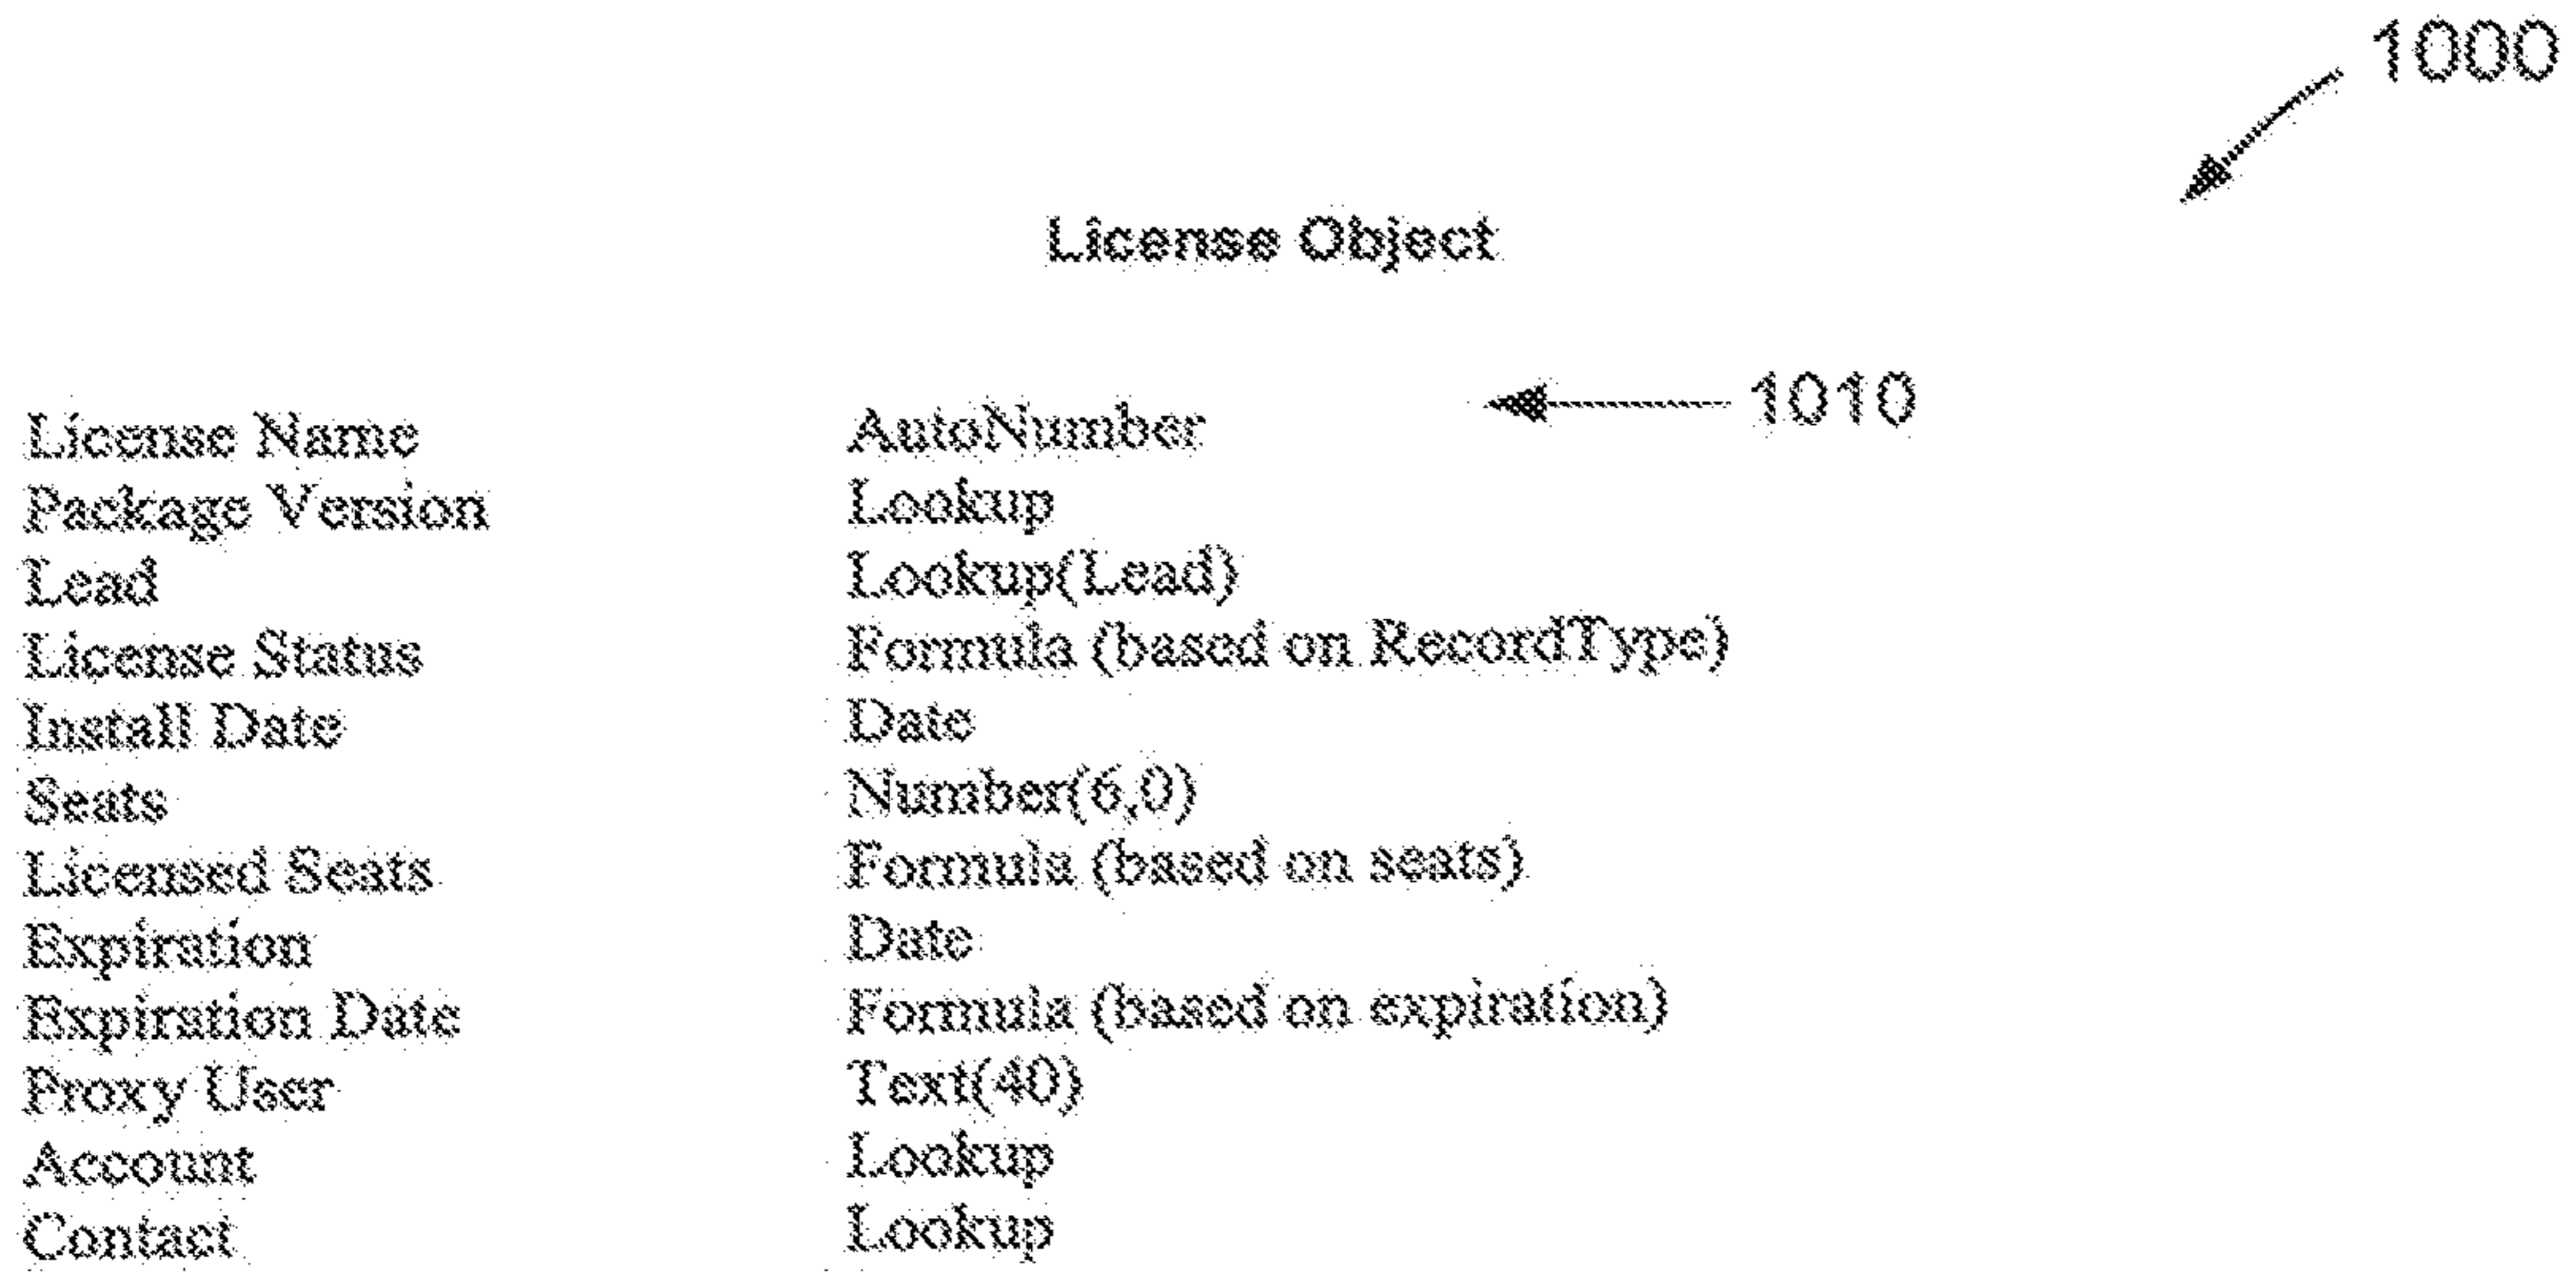 1000
License Object
1010
License Name AutoNumber
Package Version Lookup
Lead Lookup(Lead)
License Status Formula (based on RecordType)
Install Date Date
Seats Number(6,0)
Licensed Seats Formula (based on seats)
Expiration Date
Expiration Date Formula (based on expiration)
Proxy User Text(40)
Account Lookup
Contact Lookup